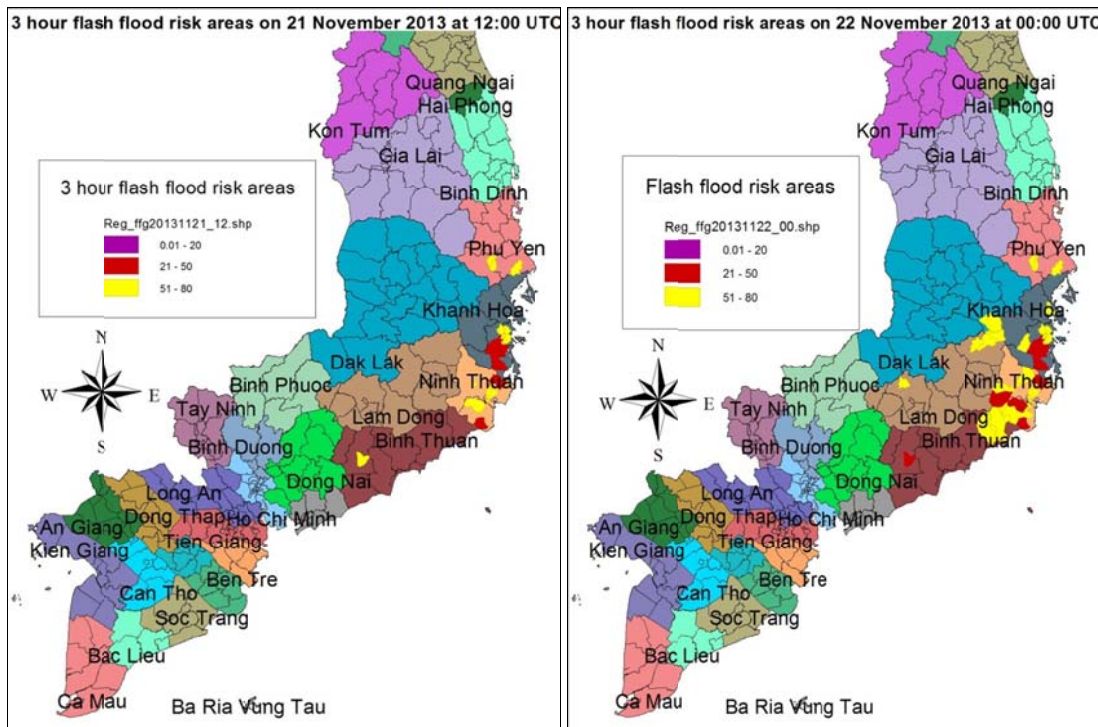 3 hour flash flood risk areas on 21 November 2013 at 12:00 UTC
Quang Ngai
Hai Phong
Kon Tum
Gia Lai
Binh Dinh
3 hour flash flood risk areas
Reg_ffg20131121_12.shp
0.01 - 20
21 - 50
51 - 80
Phu Yen
Khanh Hoa
N
W E
S
Dak Lak
Binh Phuoc
Ninh Thuan
Tay Ninh
Lam Dong
Binh Duong
Binh Thuan
Dong Nai
Long An
An Giang
Dong Thap
Ho Chi Minh
Kien Giang
Tien Giang
Ben Tre
Can Tho
Soc Trang
Bac Lieu
Ca Mau
Ba Ria Vung Tau
3 hour flash flood risk areas on 22 November 2013 at 00:00 UTC
Quang Ngai
Hai Phong
Kon Tum
Gia Lai
Binh Dinh
Flash flood risk areas
Reg_ffg20131122_00.shp
0.01 - 20
21 - 50
51 - 80
Phu Yen
Khanh Hoa
N
W E
S
Dak Lak
Binh Phuoc
Ninh Thuan
Tay Ninh
Lam Dong
Binh Duong
Binh Thuan
Dong Nai
Long An
An Giang
Dong Thap
Ho Chi Minh
Kien Giang
Tien Giang
Ben Tre
Can Tho
Soc Trang
Bac Lieu
Ca Mau
Ba Ria Vung Tau